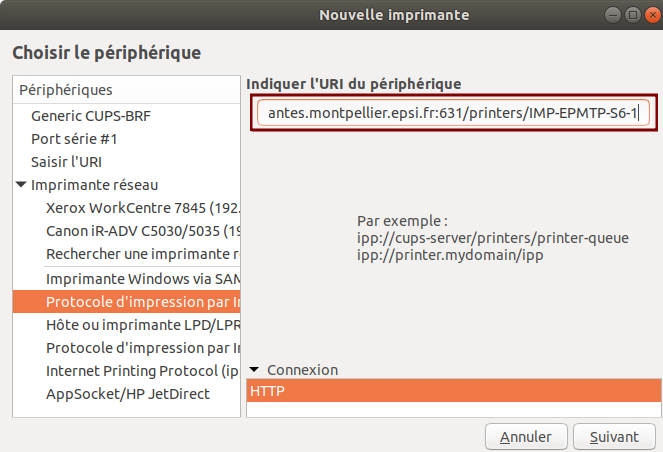 Nouvelle imprimante
Choisir le périphérique
Périphériques
Generic CUPS-BRF
Port série #1
Saisir l'URI
Imprimante réseau
Xerox WorkCentre 7845 (192.
Canon iR-ADV C5030/5035 (19
Rechercher une imprimante r
Imprimante Windows via SAM
Protocole d'impression par In
Hôte ou imprimante LPD/LPR
Protocole d'impression par In
Internet Printing Protocol (ip
AppSocket/HP JetDirect
Indiquer l'URI du périphérique
antes.montpellier.epsi.fr:631/printers/IMP-EPMTP-S6-1
Par exemple :
ipp://cups-server/printers/printer-queue
ipp://printer.mydomain/ipp
Connexion
HTTP
Annuler
Suivant